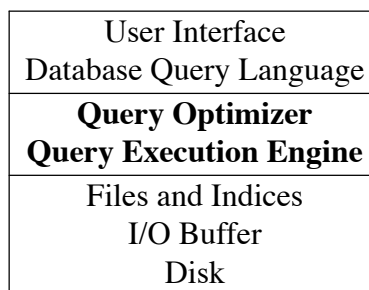 User Interface
Database Query Language
Query Optimizer
Query Execution Engine
Files and Indices
I/O Buffer
Disk